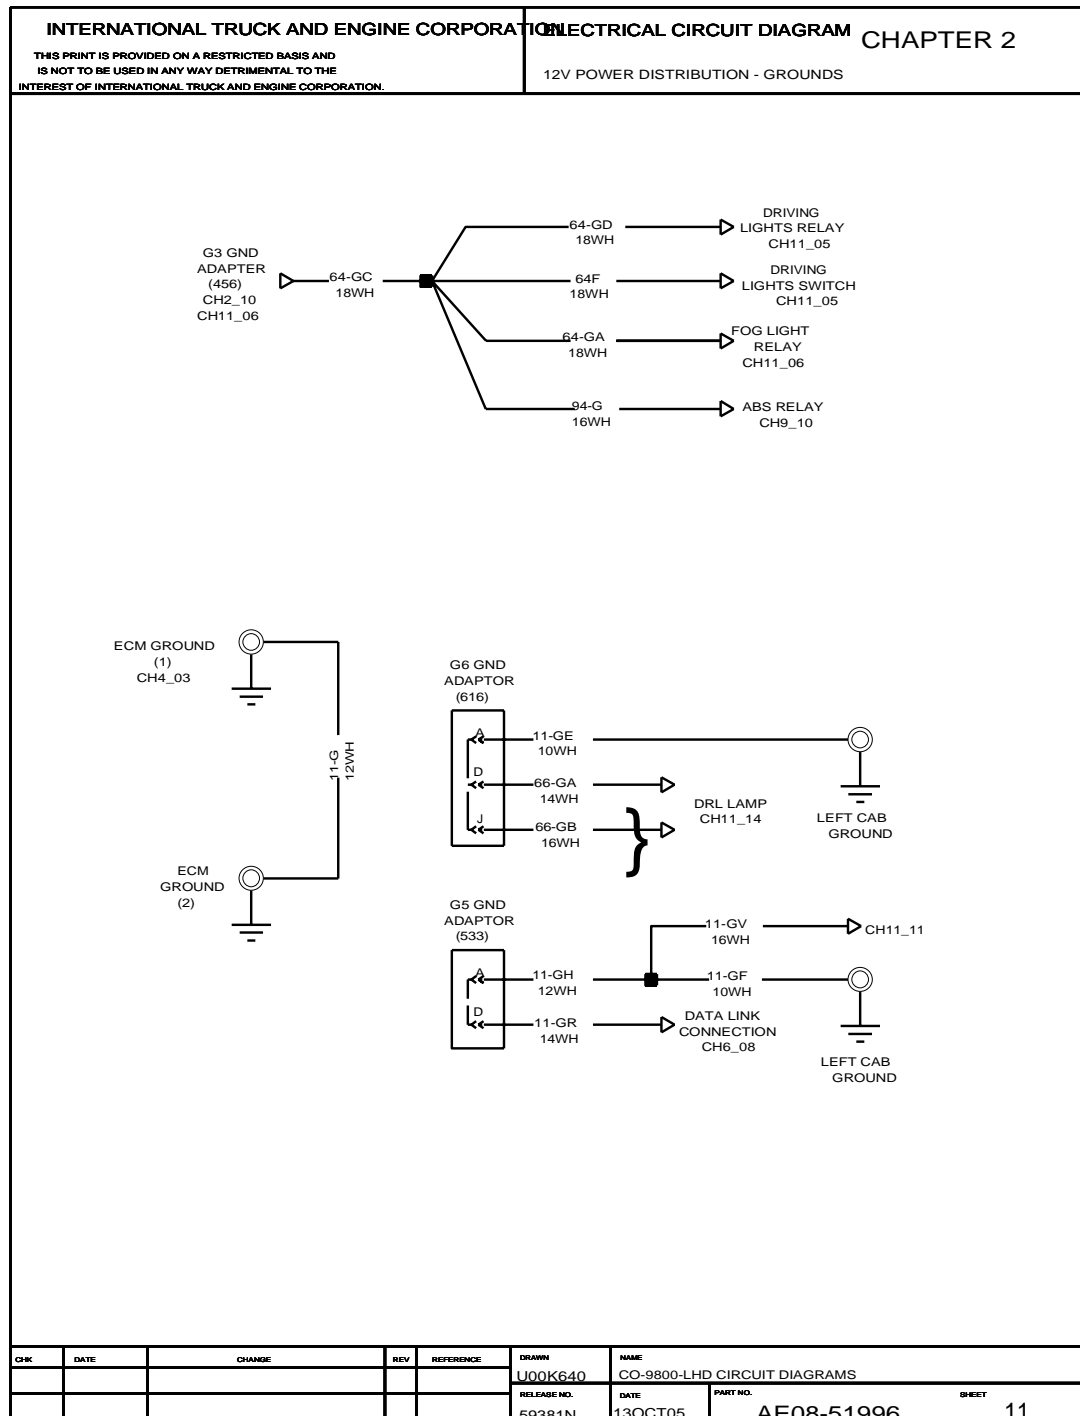 INTERNATIONAL TRUCK AND ENGINE CORPORATION
THIS PRINT IS PROVIDED ON A RESTRICTED BASIS AND
IS NOT TO BE USED IN ANY WAY DETRIMENTAL TO THE
INTEREST OF INTERNATIONAL TRUCK AND ENGINE CORPORATION.
ELECTRICAL CIRCUIT DIAGRAM
CHAPTER 2
12V POWER DISTRIBUTION - GROUNDS
G3 GND
ADAPTER
(456)
CH2_10
CH11_06
64-GC
18WH
64-GD
18WH
DRIVING
LIGHTS RELAY
CH11_05
64F
18WH
DRIVING
LIGHTS SWITCH
CH11_05
64-GA
18WH
FOG LIGHT
RELAY
CH11_06
94-G
16WH
ABS RELAY
CH9_10
ECM GROUND
(1)
CH4_03
11-G
12WH
ECM
GROUND
(2)
G6 GND
ADAPTOR
(616)
A
11-GE
10WH
D
66-GA
14WH
J
66-GB
16WH
}
DRL LAMP
CH11_14
LEFT CAB
GROUND
G5 GND
ADAPTOR
(533)
A
11-GH
12WH
D
11-GR
14WH
11-GV
16WH
CH11_11
11-GF
10WH
DATA LINK
CONNECTION
CH6_08
LEFT CAB
GROUND
CHK DATE CHANGE REV REFERENCE
DRAWN
U00K640
NAME
CO-9800-LHD CIRCUIT DIAGRAMS
RELEASE NO.
59381N
DATE
13OCT05
PART NO.
AE08-51996
SHEET
11